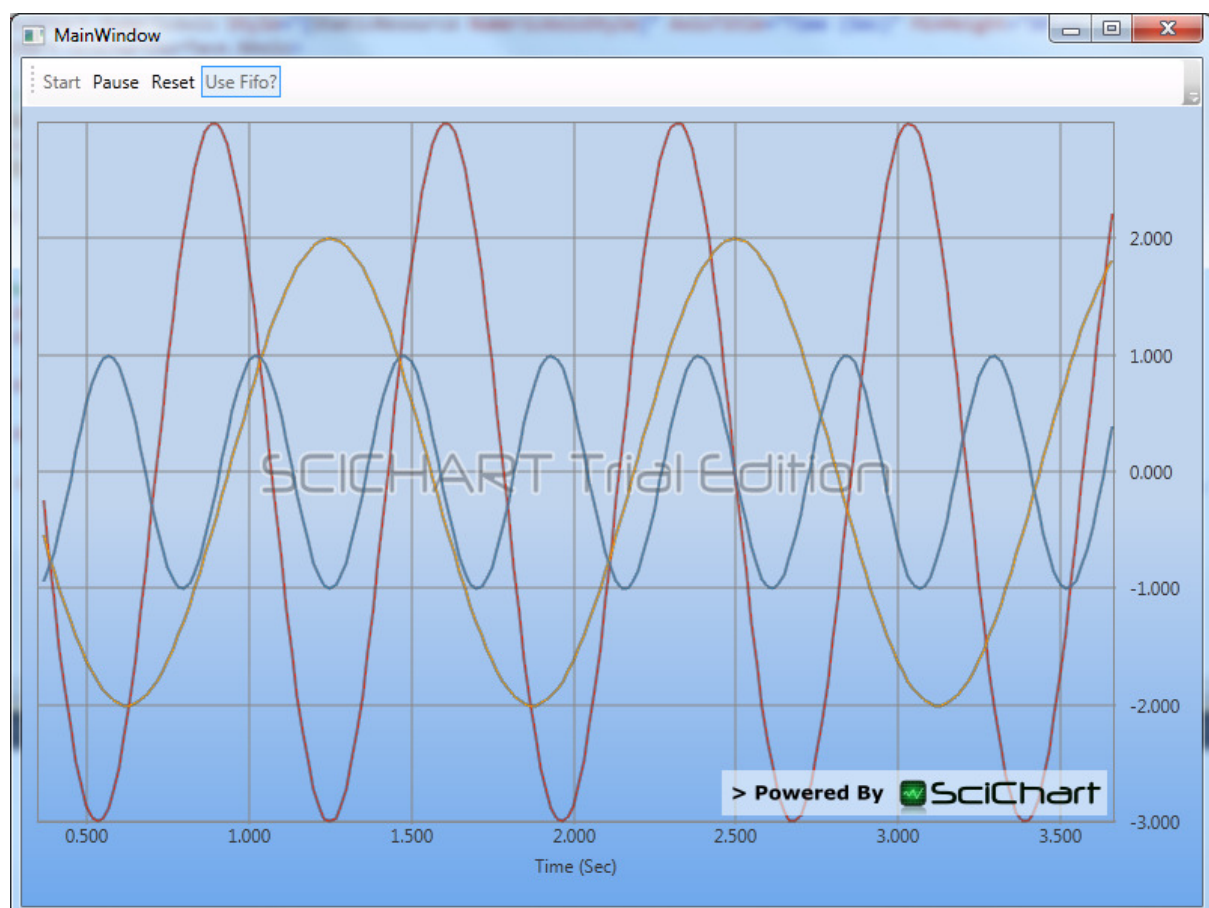 MainWindow
Start Pause Reset Use Fifo?
2.000
1.000
0.000
-1.000
-2.000
-3.000
SCICHART Trial Edition
> Powered By SciChart
0.500 1.000 1.500 2.000 2.500 3.000 3.500
Time (Sec)